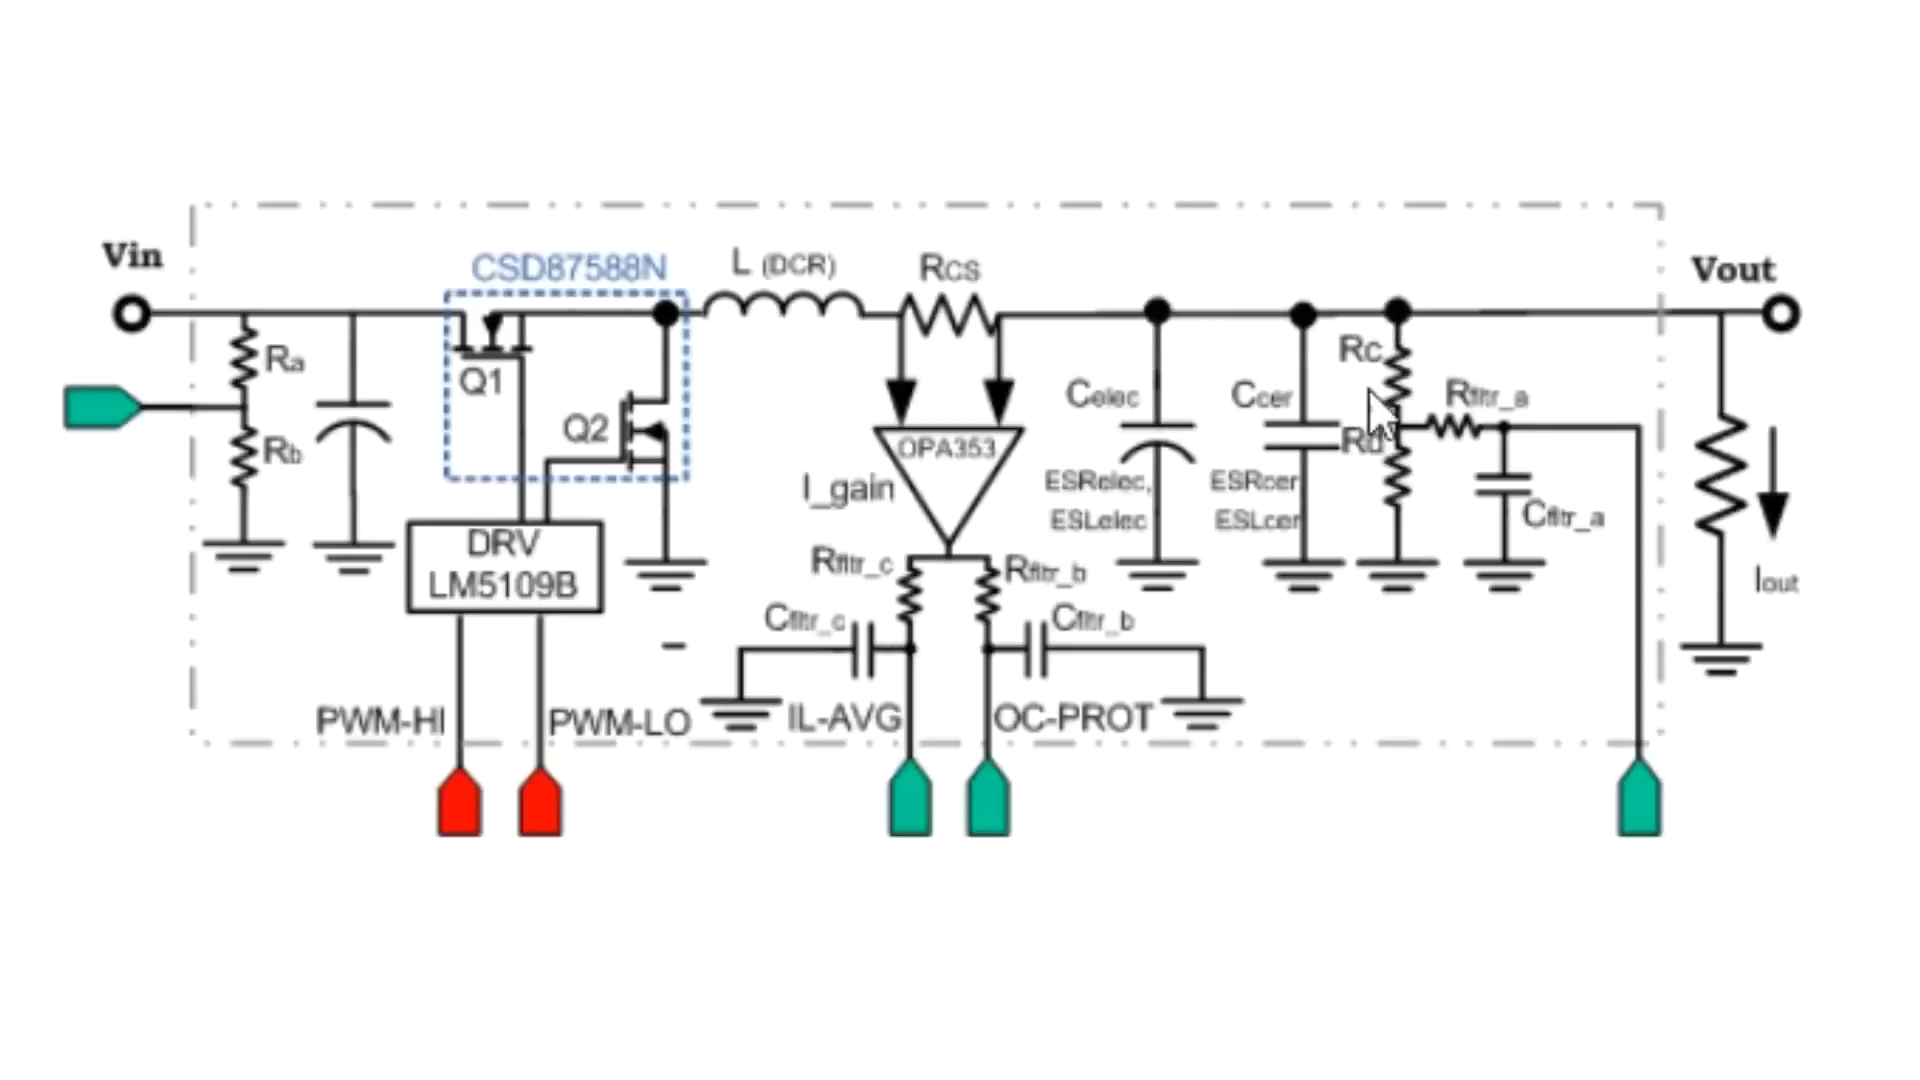 Vin
CSD87588N
L (DCR)
RCS
Vout
Ra
Q1
Rc
Rb
Q2
OPA353
Celec
Ccer
Rfltr_a
Rd
I_gain
ESRelec,
ESLelec
ESRcer
ESLcer
Cfltr_a
DRV
LM5109B
Rfltr_c
Rfltr_b
Iout
Cfltr_c
Cfltr_b
PWM-HI
PWM-LO
IL-AVG
OC-PROT